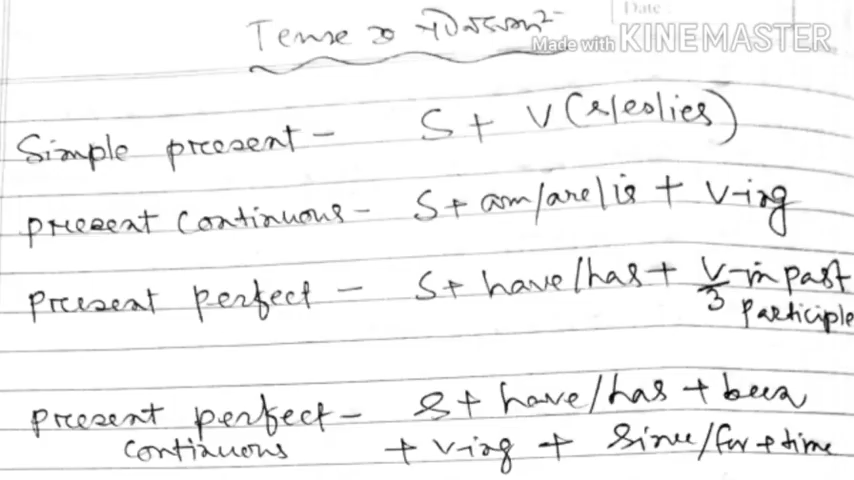 Date
Tense
Made with KINEMASTER
Simple present - S + V (s/es/ies)
present continuous - S + am/are/is + V-ing
present perfect - S + have/has + V-in past
3 participle
present perfect - S + have/has + been
continuous + V-ing + Since/for + time